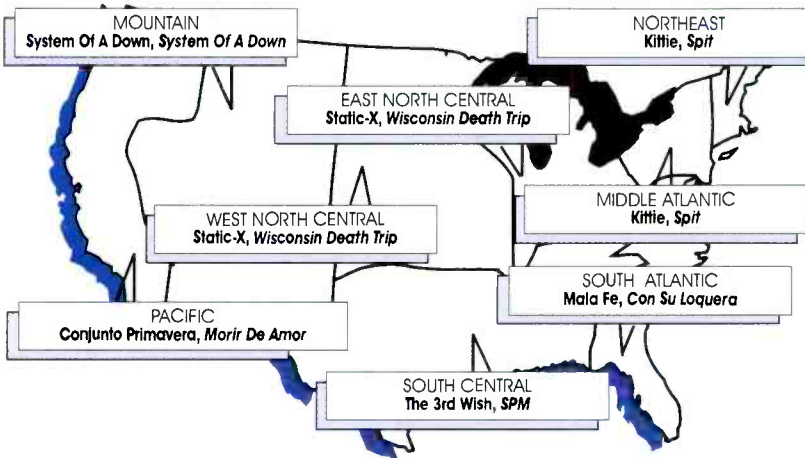 MOUNTAIN
System Of A Down, System Of A Down
NORTHEAST
Kittie, Spit
EAST NORTH CENTRAL
Static-X, Wisconsin Death Trip
WEST NORTH CENTRAL
Static-X, Wisconsin Death Trip
MIDDLE ATLANTIC
Kittie, Spit
SOUTH ATLANTIC
Mala Fe, Con Su Loquera
PACIFIC
Conjunto Primavera, Morir De Amor
SOUTH CENTRAL
The 3rd Wish, SPM